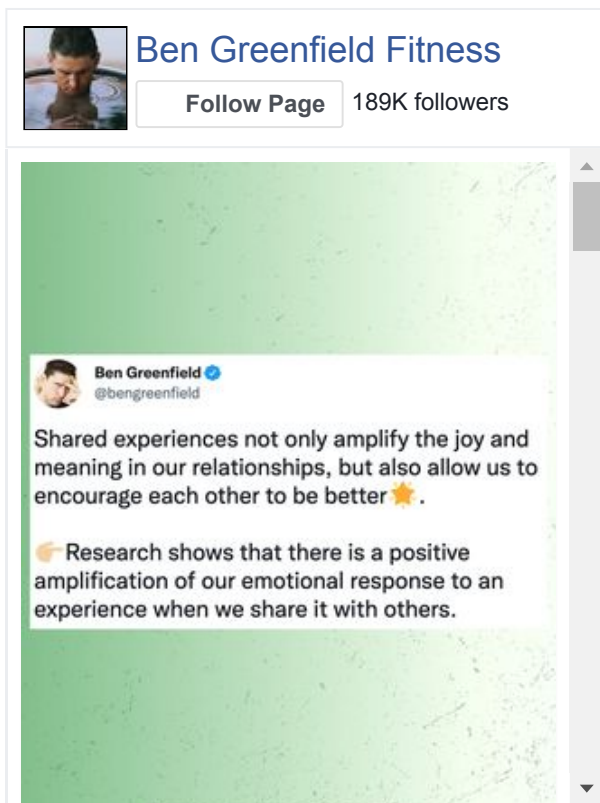 Ben Greenfield Fitness
Follow Page 189K followers
Ben Greenfield
@bengreenfield
Shared experiences not only amplify the joy and
meaning in our relationships, but also allow us to
encourage each other to be better🌟.
👉🏼Research shows that there is a positive
amplification of our emotional response to an
experience when we share it with others.